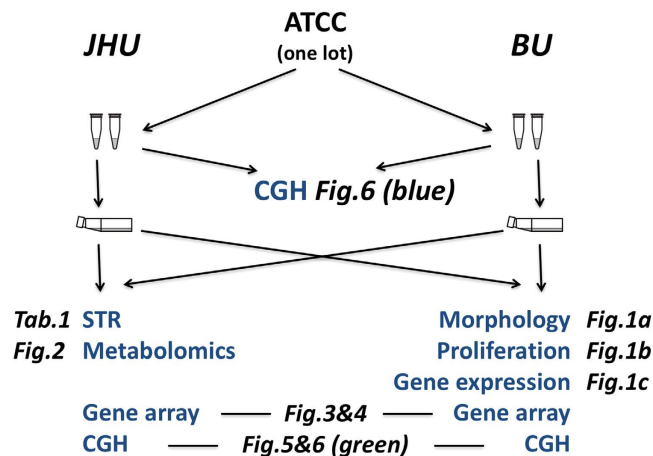 ATCC
JHU (one lot) BU
CGH Fig.6 (blue)
Tab.1 STR Morphology Fig.1a
Fig.2 Metabolomics Proliferation Fig.1b
Gene expression Fig.1c
Gene array Fig.3&4 Gene array
CGH Fig.5&6 (green) CGH